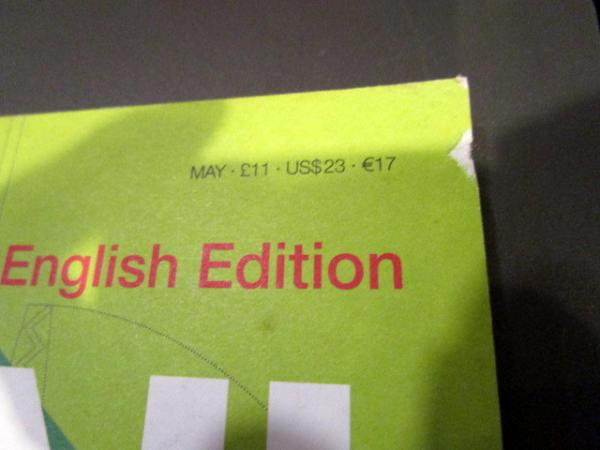 MAY · £11 · US$23 · €17
English Edition